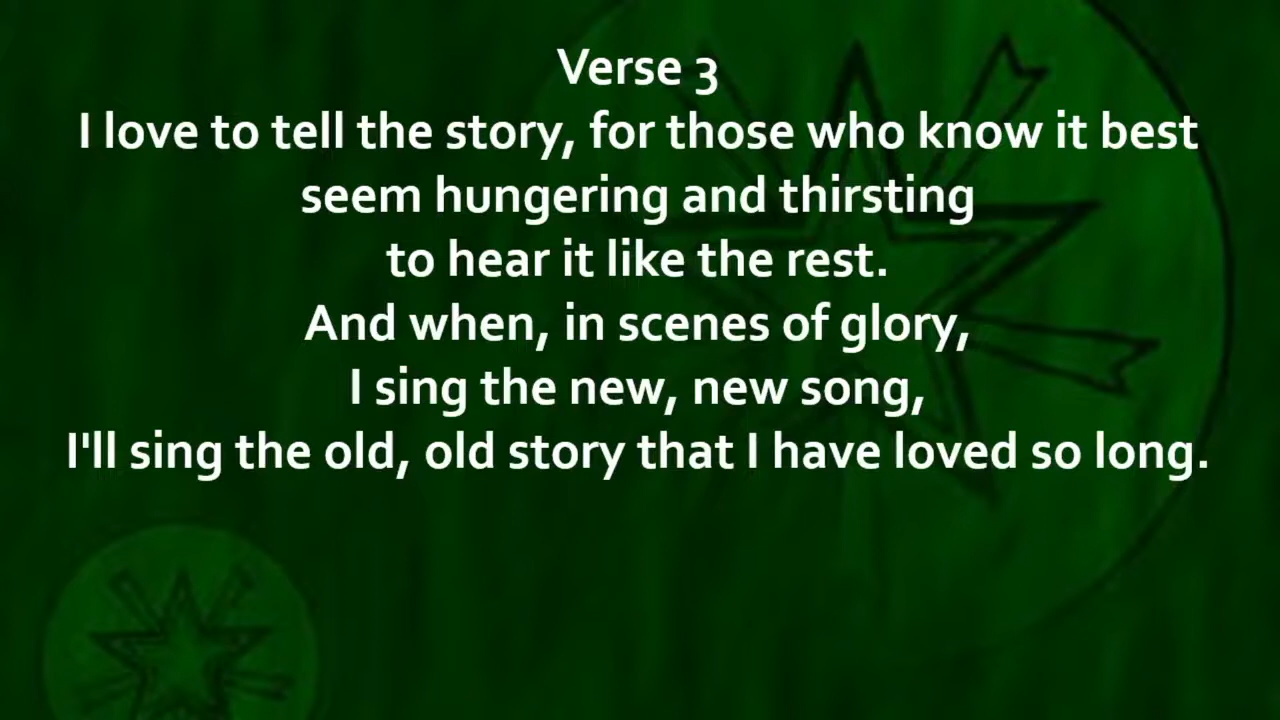 Verse 3
I love to tell the story, for those who know it best
seem hungering and thirsting
to hear it like the rest.
And when, in scenes of glory,
I sing the new, new song,
I'll sing the old, old story that I have loved so long.